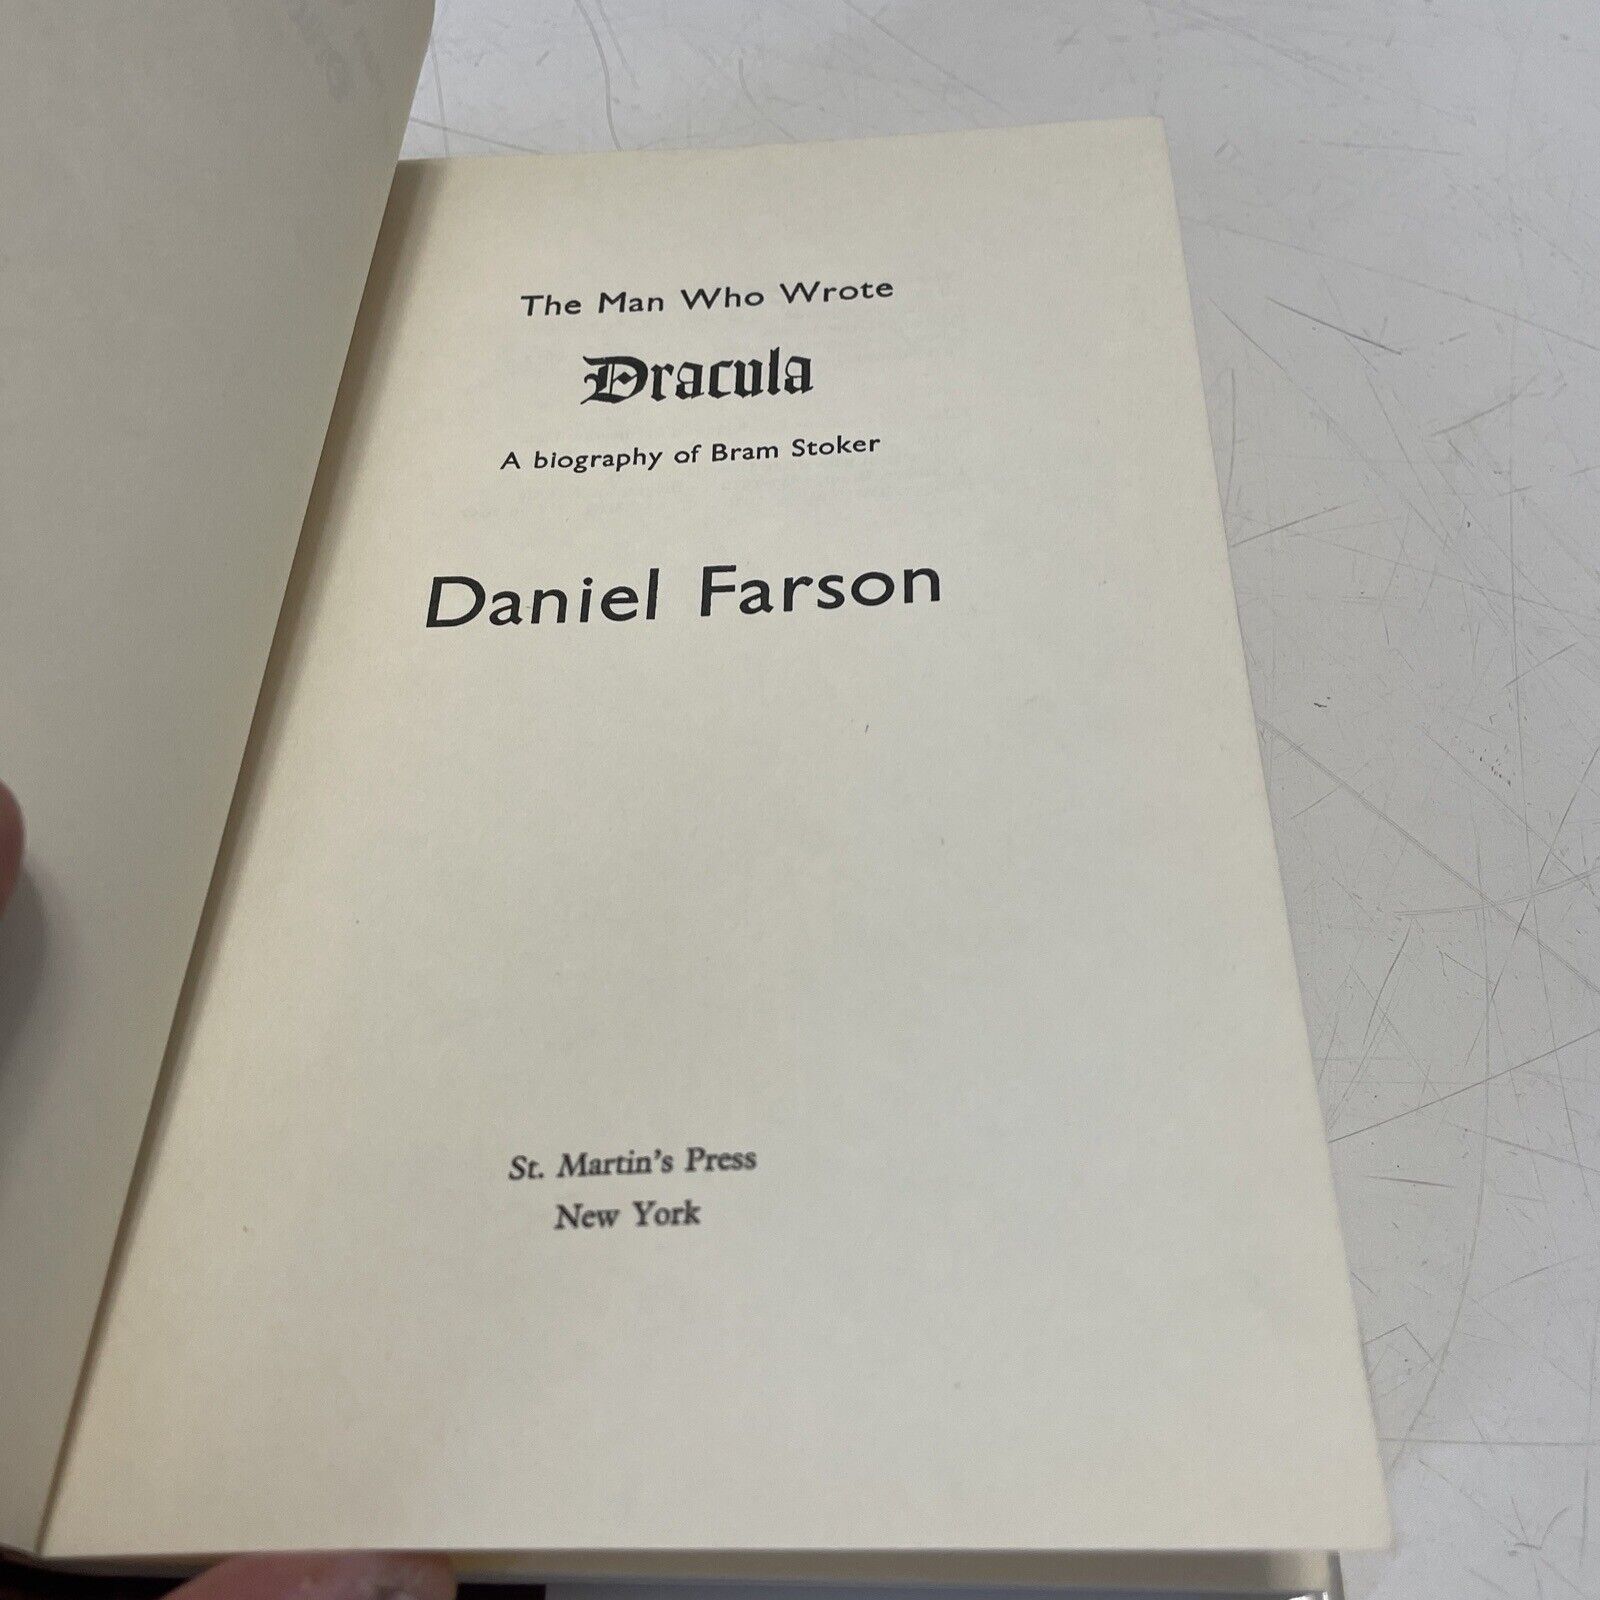 The Man Who Wrote
Dracula
A biography of Bram Stoker
Daniel Farson
St. Martin's Press
New York